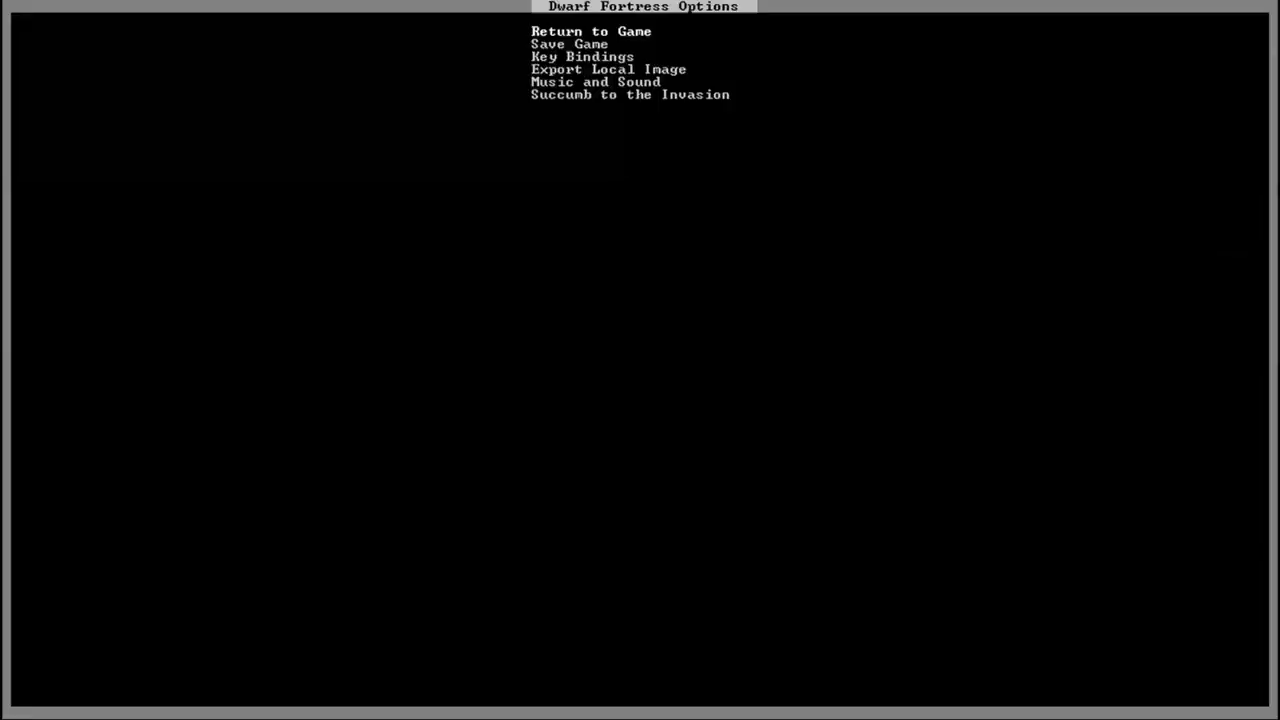 Dwarf Fortress Options
Return to Game
Save Game
Key Bindings
Export Local Image
Music and Sound
Succumb to the Invasion